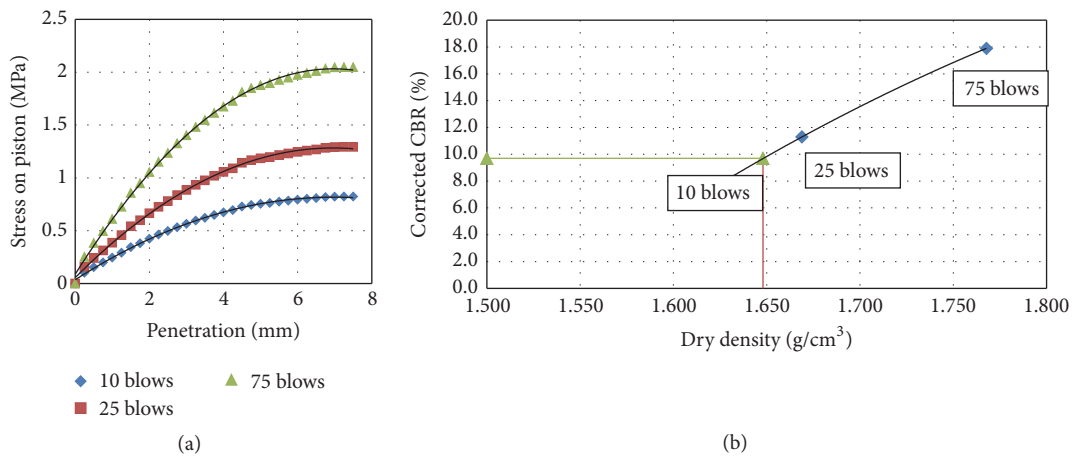 2.5
2
1.5
1
0.5
0
0 2 4 6 8
Stress on piston (MPa)
Penetration (mm)
10 blows
75 blows
25 blows
(a)
20.0
18.0
16.0
14.0
12.0
10.0
8.0
6.0
4.0
2.0
0.0
1.500 1.550 1.600 1.650 1.700 1.750 1.800
Corrected CBR (%)
Dry density (g/cm³)
75 blows
25 blows
10 blows
(b)